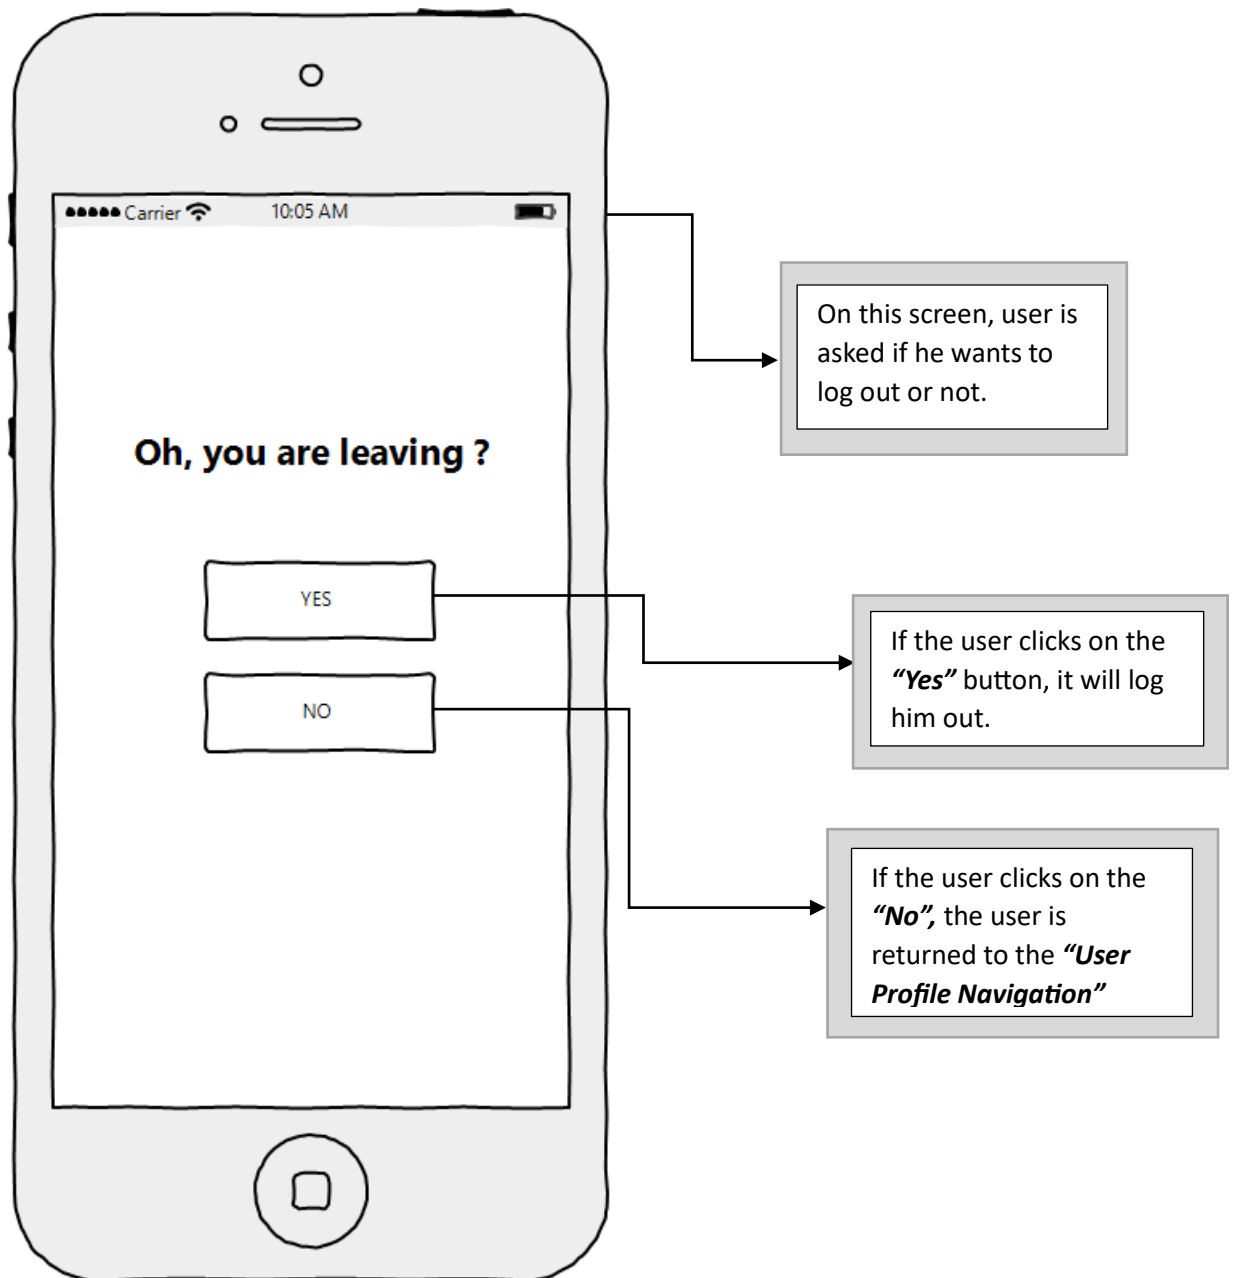 Carrier 10:05 AM
On this screen, user is
asked if he wants to
log out or not.
Oh, you are leaving ?
YES
If the user clicks on the
“Yes” button, it will log
him out.
NO
If the user clicks on the
“No”, the user is
returned to the “User
Profile Navigation”